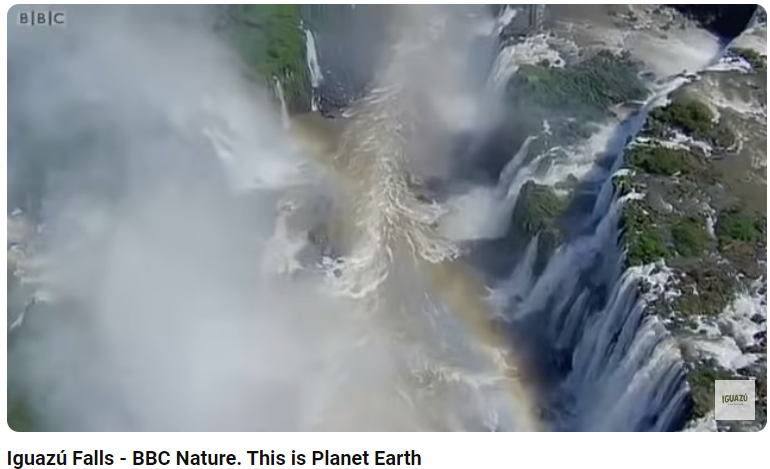 BBC
IGUAZÚ
Iguazú Falls - BBC Nature. This is Planet Earth